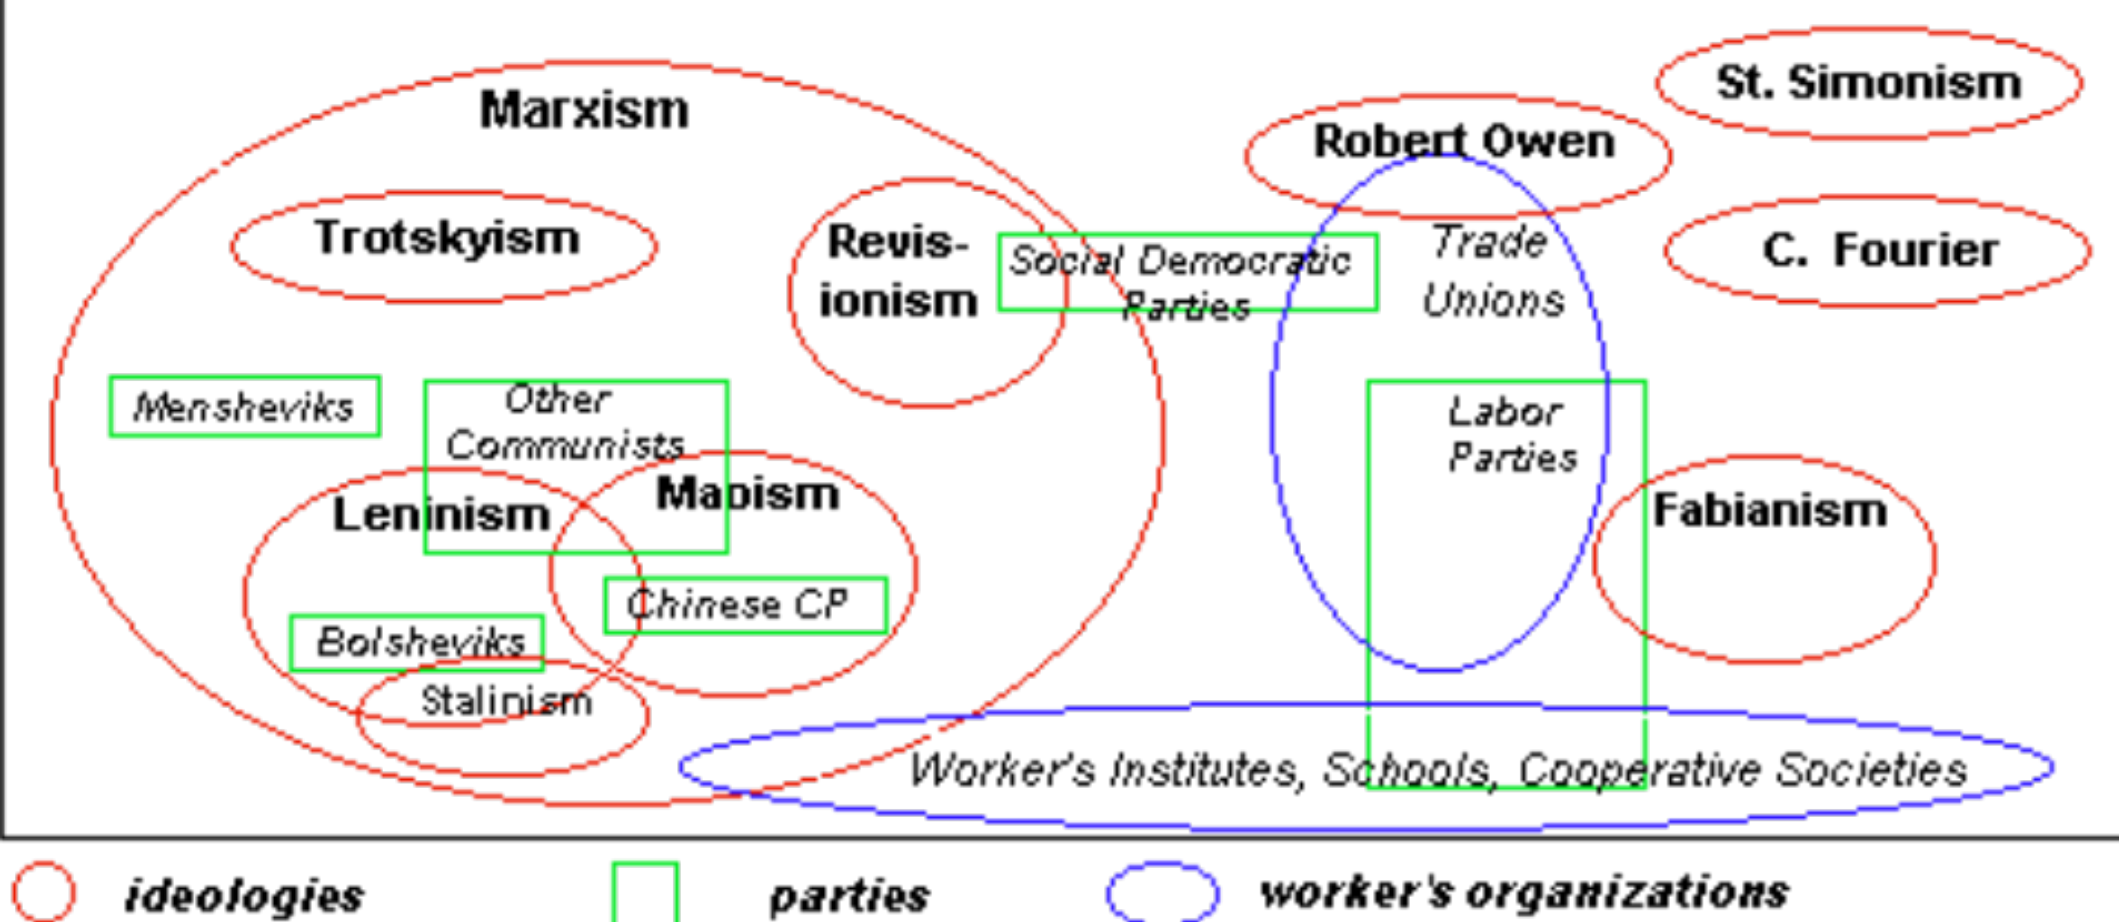 St. Simonism
Marxism
Robert Owen
Trotskyism
Revis-
ionism
Social Democratic
Parties
Trade
Unions
C. Fourier
Mensheviks
Other
Communists
Labor
Parties
Leninism
Maoism
Fabianism
Chinese CP
Bolsheviks
Stalinism
Worker's Institutes, Schools, Cooperative Societies
ideologies
parties
worker's organizations